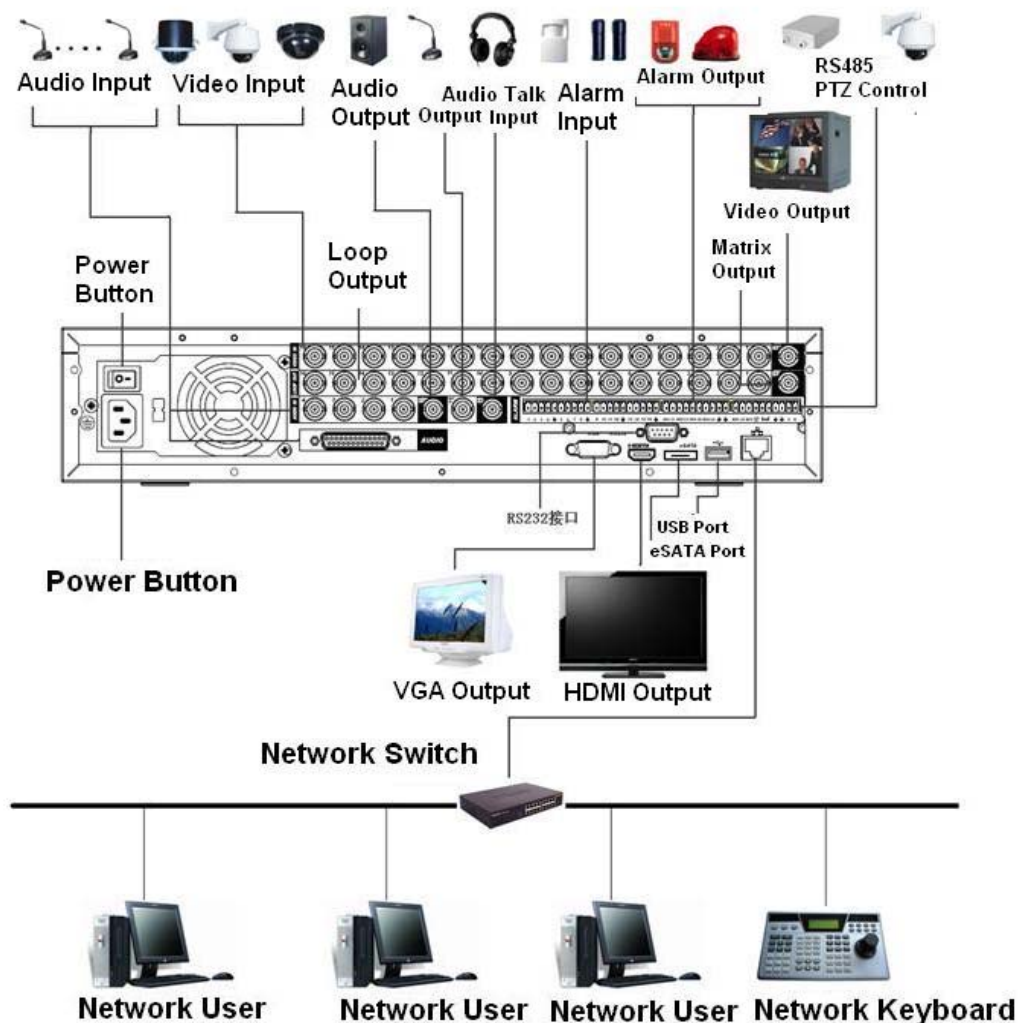 Audio Input
Video Input
Audio
Output
Audio Talk
Output Input
Alarm
Input
Alarm Output
RS485
PTZ Control
Video Output
Matrix
Output
Power
Button
Loop
Output
AUDIO
HDMI
eSATA
RS232接口
USB Port
eSATA Port
Power Button
VGA Output
HDMI Output
Network Switch
Network User
Network User
Network User
Network Keyboard